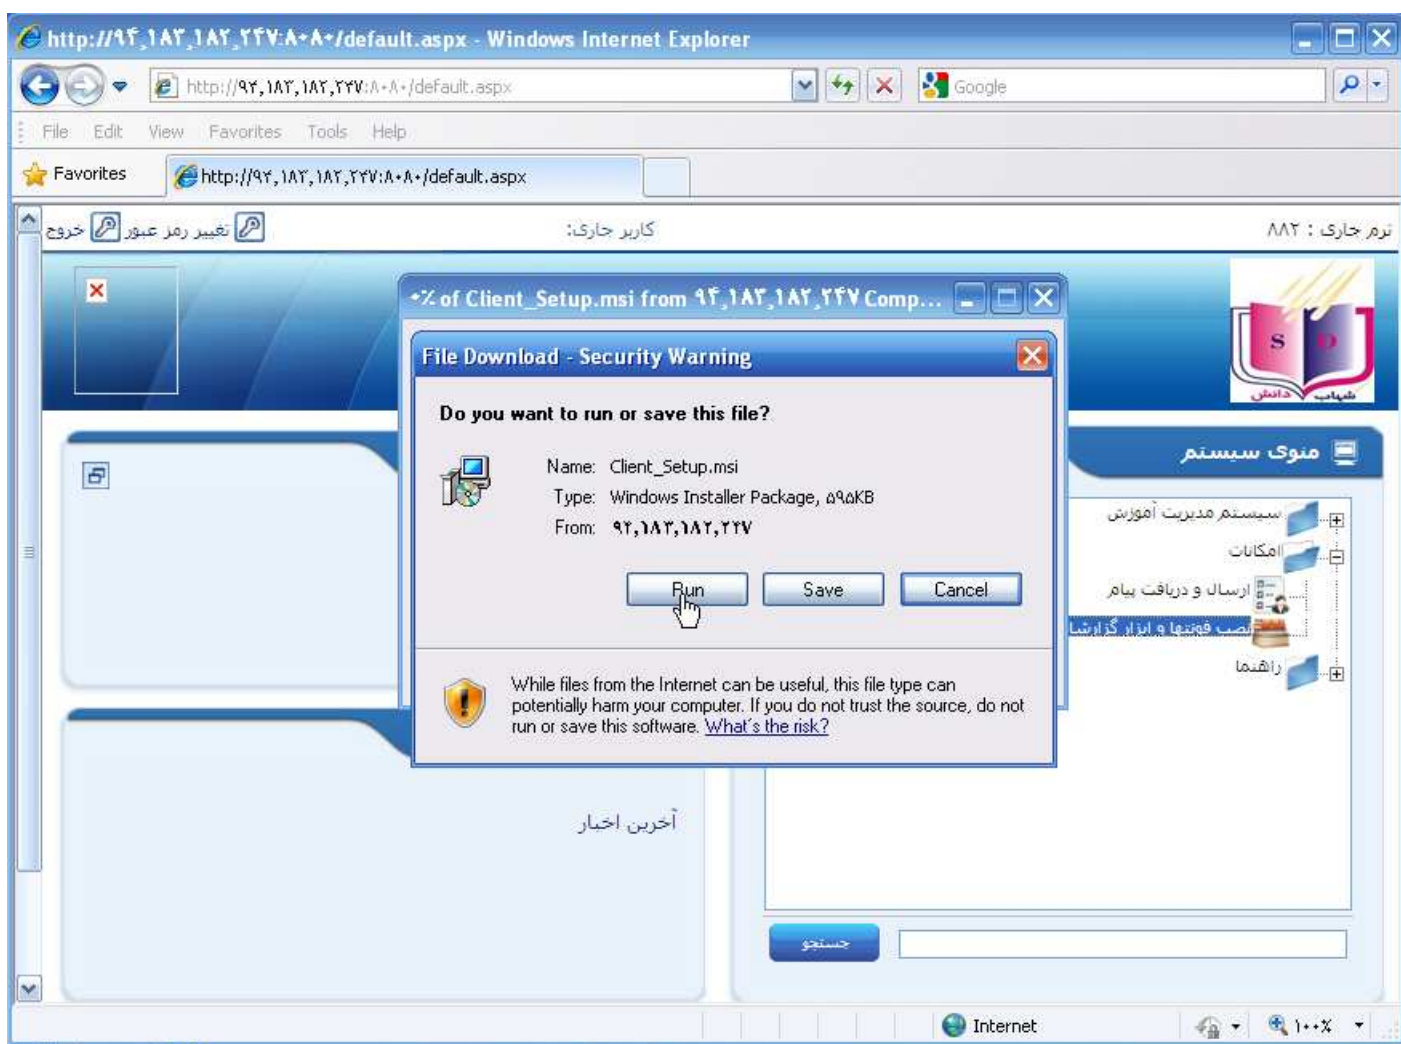 http://۹۴,۱۸۳,۱۸۲,۲۴۷:۸۰۸۰/default.aspx - Windows Internet Explorer
http://۹۴,۱۸۳,۱۸۲,۲۴۷:۸۰۸۰/default.aspx
Google
File Edit View Favorites Tools Help
Favorites
http://۹۴,۱۸۳,۱۸۲,۲۴۷:۸۰۸۰/default.aspx
ترم جاری : ۸۸۲
کاربر جاری:
تغییر رمز عبور
خروج
۰٪ of Client_Setup.msi from ۹۴,۱۸۳,۱۸۲,۲۴۷ Comp...
S D
شهاب دانش
File Download - Security Warning
Do you want to run or save this file?
Name: Client_Setup.msi
Type: Windows Installer Package, ۵۹۵KB
From: ۹۴,۱۸۳,۱۸۲,۲۴۷
Run Save Cancel
While files from the Internet can be useful, this file type can
potentially harm your computer. If you do not trust the source, do not
run or save this software. What's the risk?
منوی سیستم
سیستم مدیریت آموزش
امکانات
ارسال و دریافت پیام
نصب فونتها و ابزار گزارشا
راهنما
آخرین اخبار
جستجو
Internet
۱۰۰٪